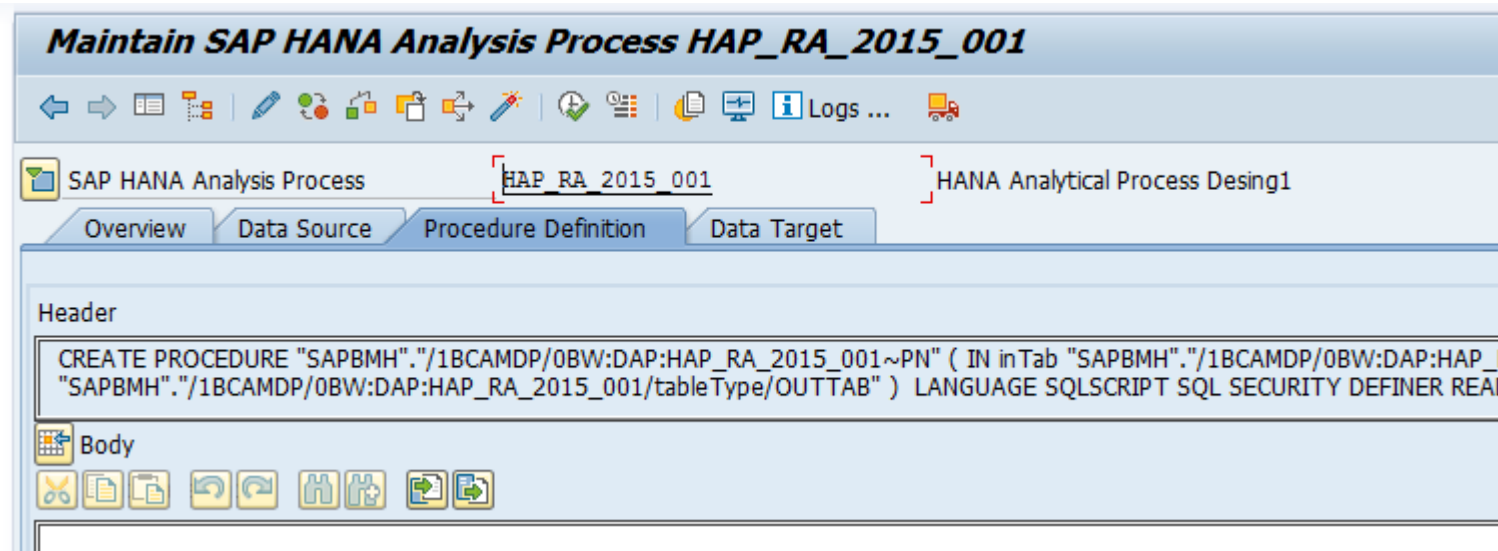 Maintain SAP HANA Analysis Process HAP_RA_2015_001
Logs ...
SAP HANA Analysis Process HAP_RA_2015_001 HANA Analytical Process Desing1
Overview Data Source Procedure Definition Data Target
Header
CREATE PROCEDURE "SAPBMH"."/1BCAMDP/0BW:DAP:HAP_RA_2015_001~PN" ( IN inTab "SAPBMH"."/1BCAMDP/0BW:DAP:HAP_
"SAPBMH"."/1BCAMDP/0BW:DAP:HAP_RA_2015_001/tableType/OUTTAB" ) LANGUAGE SQLSCRIPT SQL SECURITY DEFINER REA
Body